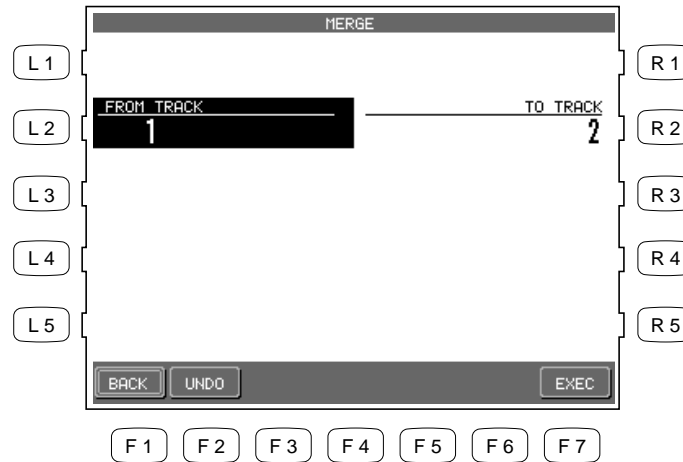 MERGE
L 1 R 1
FROM TRACK TO TRACK
L 2 1 2 R 2
L 3 R 3
L 4 R 4
L 5 R 5
BACK UNDO EXEC
F 1 F 2 F 3 F 4 F 5 F 6 F 7